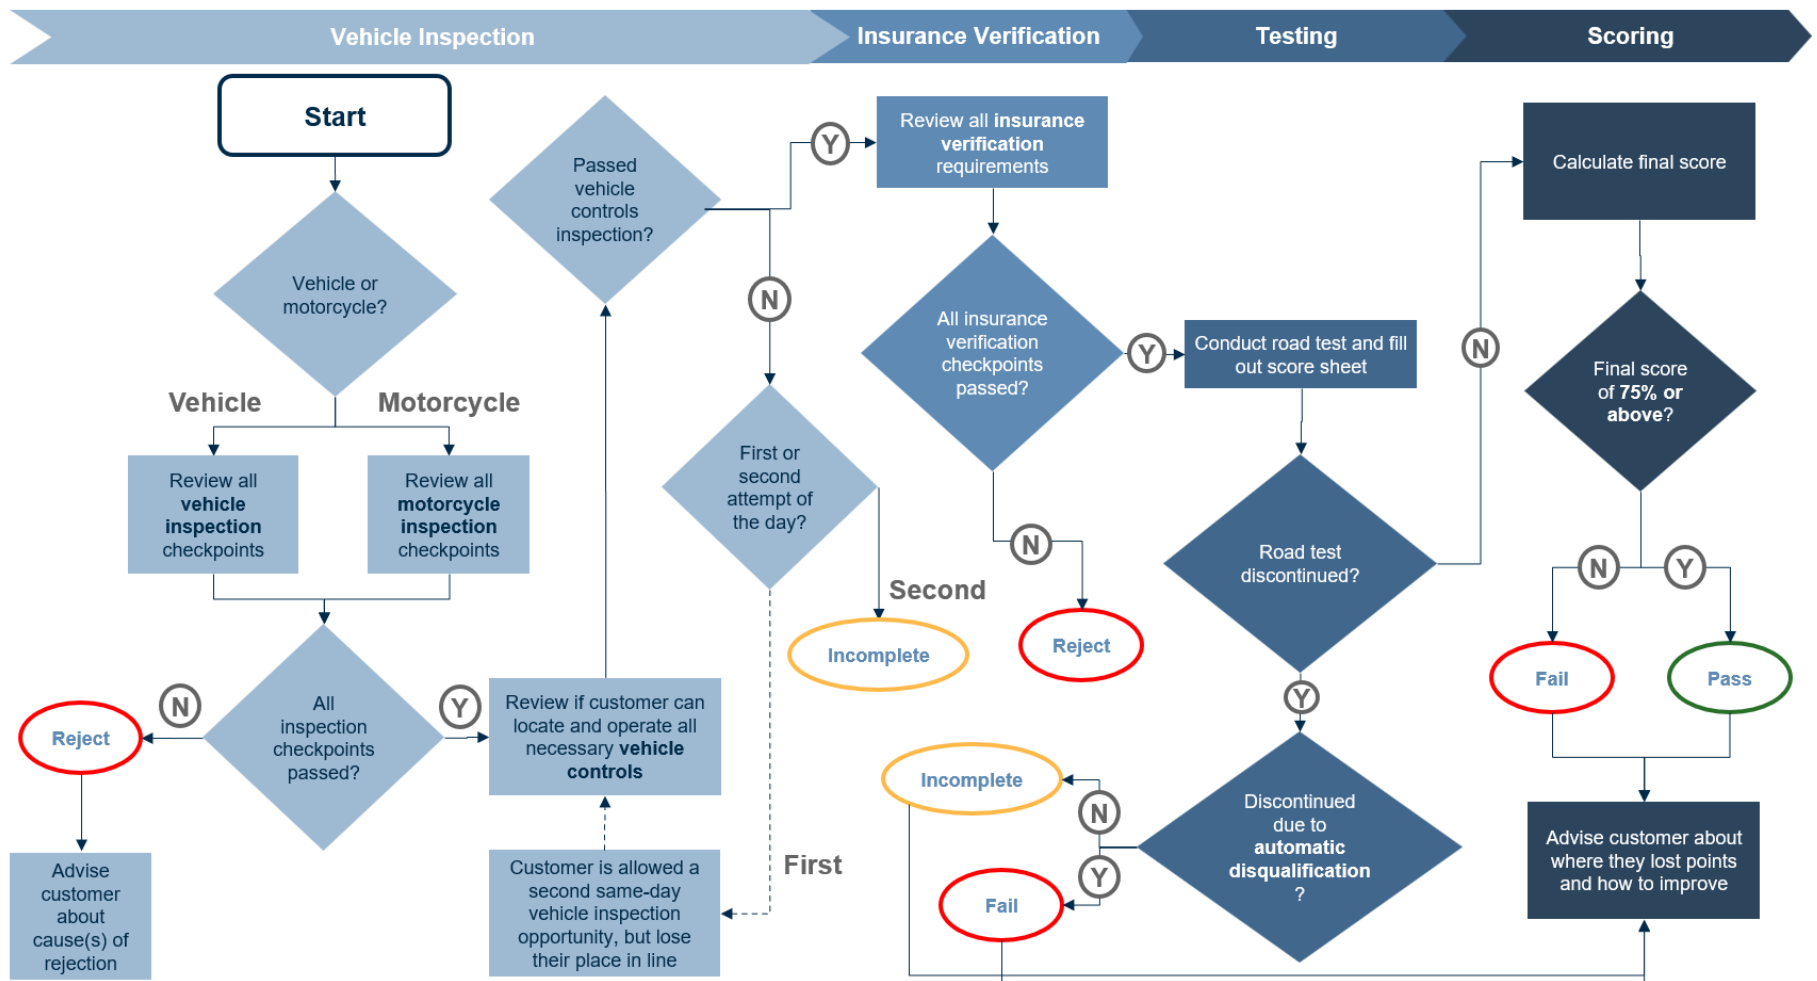 Vehicle Inspection
Insurance Verification
Testing
Scoring
Start
Vehicle or
motorcycle?
Vehicle
Motorcycle
Review all
vehicle
inspection
checkpoints
Review all
motorcycle
inspection
checkpoints
All
inspection
checkpoints
passed?
N
Reject
Advise
customer
about
cause(s) of
rejection
Y
Review if customer can
locate and operate all
necessary vehicle
controls
Passed
vehicle
controls
inspection?
Y
N
First or
second
attempt of
the day?
Second
Incomplete
First
Customer is allowed a
second same-day
vehicle inspection
opportunity, but lose
their place in line
Review all insurance
verification
requirements
All insurance
verification
checkpoints
passed?
N
Reject
Y
Conduct road test and fill
out score sheet
Road test
discontinued?
Y
Discontinued
due to
automatic
disqualification
?
N
Incomplete
Y
Fail
N
Calculate final score
Final score
of 75% or
above?
N
Y
Fail
Pass
Advise customer about
where they lost points
and how to improve